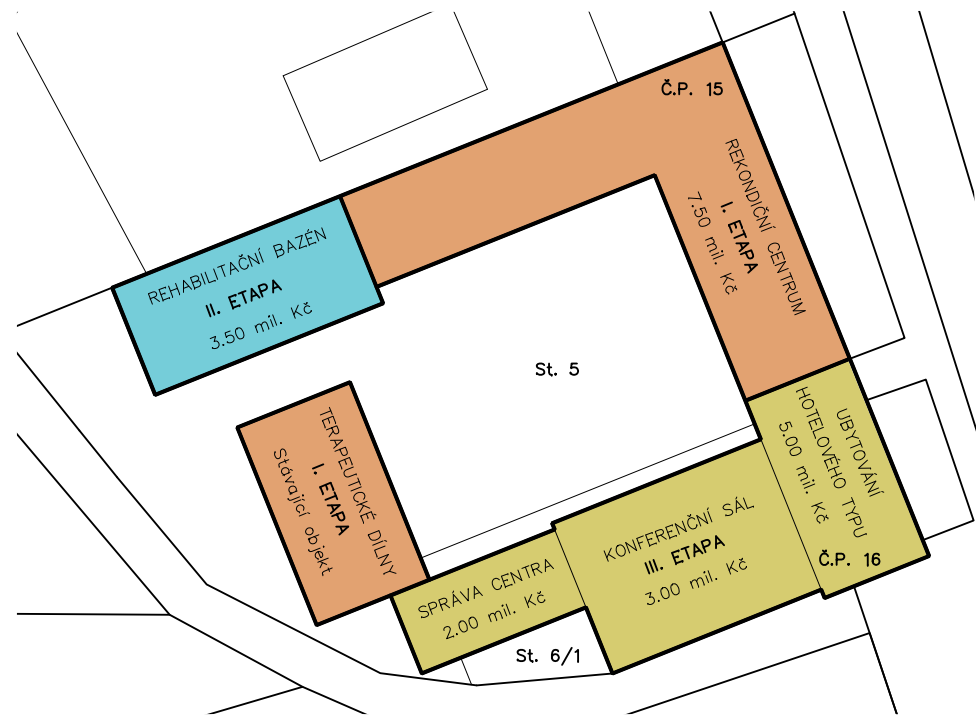 Č.P. 15
REKONDIČNÍ CENTRUM
I. ETAPA
7.50 mil. Kč
REHABILITAČNÍ BAZÉN
II. ETAPA
3.50 mil. Kč
St. 5
TERAPEUTICKÉ DÍLNY
I. ETAPA
Stávající objekt
UBYTOVÁNÍ
HOTELOVÉHO TYPU
5.00 mil. Kč
Č.P. 16
KONFERENČNÍ SÁL
III. ETAPA
3.00 mil. Kč
SPRÁVA CENTRA
2.00 mil. Kč
St. 6/1